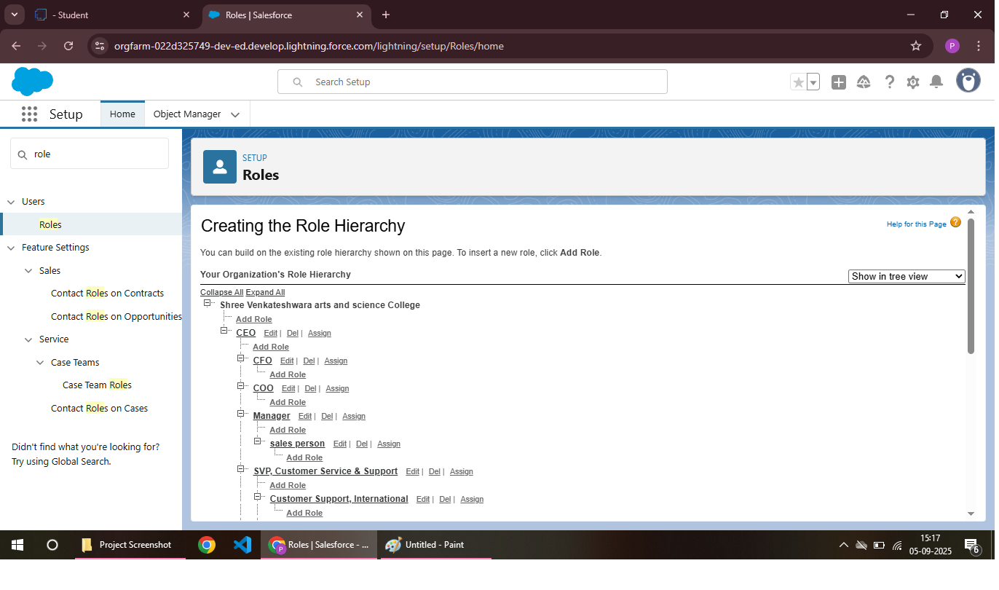 - Student
Roles | Salesforce
orgfarm-022d325749-dev-ed.develop.lightning.force.com/lightning/setup/Roles/home
P
Search Setup
Setup
Home
Object Manager
role
Users
Roles
Feature Settings
Sales
Contact Roles on Contracts
Contact Roles on Opportunities
Service
Case Teams
Case Team Roles
Contact Roles on Cases
Didn't find what you're looking for?
Try using Global Search.
SETUP
Roles
Creating the Role Hierarchy
Help for this Page ?
You can build on the existing role hierarchy shown on this page. To insert a new role, click Add Role.
Your Organization's Role Hierarchy
Show in tree view
Collapse All Expand All
Shree Venkateshwara arts and science College
Add Role
CEO Edit | Del | Assign
Add Role
CFO Edit | Del | Assign
Add Role
COO Edit | Del | Assign
Add Role
Manager Edit | Del | Assign
Add Role
sales person Edit | Del | Assign
Add Role
SVP, Customer Service & Support Edit | Del | Assign
Add Role
Customer Support, International Edit | Del | Assign
Add Role
Project Screenshot
P
Roles | Salesforce - ...
Untitled - Paint
15:17
05-09-2025
6